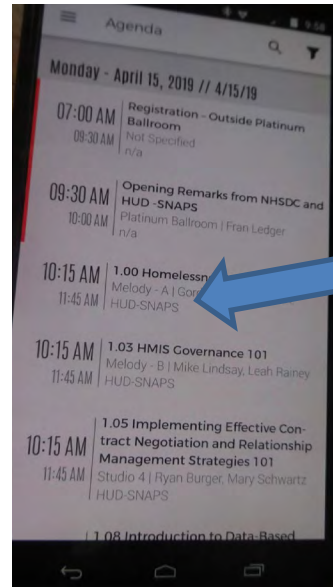 9:58
Agenda
Monday - April 15, 2019 // 4/15/19
07:00 AM
09:30 AM
Registration - Outside Platinum
Ballroom
Not Specified
n/a
09:30 AM
10:00 AM
Opening Remarks from NHSDC and
HUD -SNAPS
Platinum Ballroom | Fran Ledger
n/a
10:15 AM
11:45 AM
1.00
Melody - A |
HUD-SNAPS
10:15 AM
11:45 AM
1.03 HMIS Governance 101
Melody - B | Mike Lindsay, Leah Rainey
HUD-SNAPS
10:15 AM
11:45 AM
1.05 Implementing Effective Con-
tract Negotiation and Relationship
Management Strategies 101
Studio 4 | Ryan Burger, Mary Schwartz
HUD-SNAPS
1.08 Introduction to Data-Based